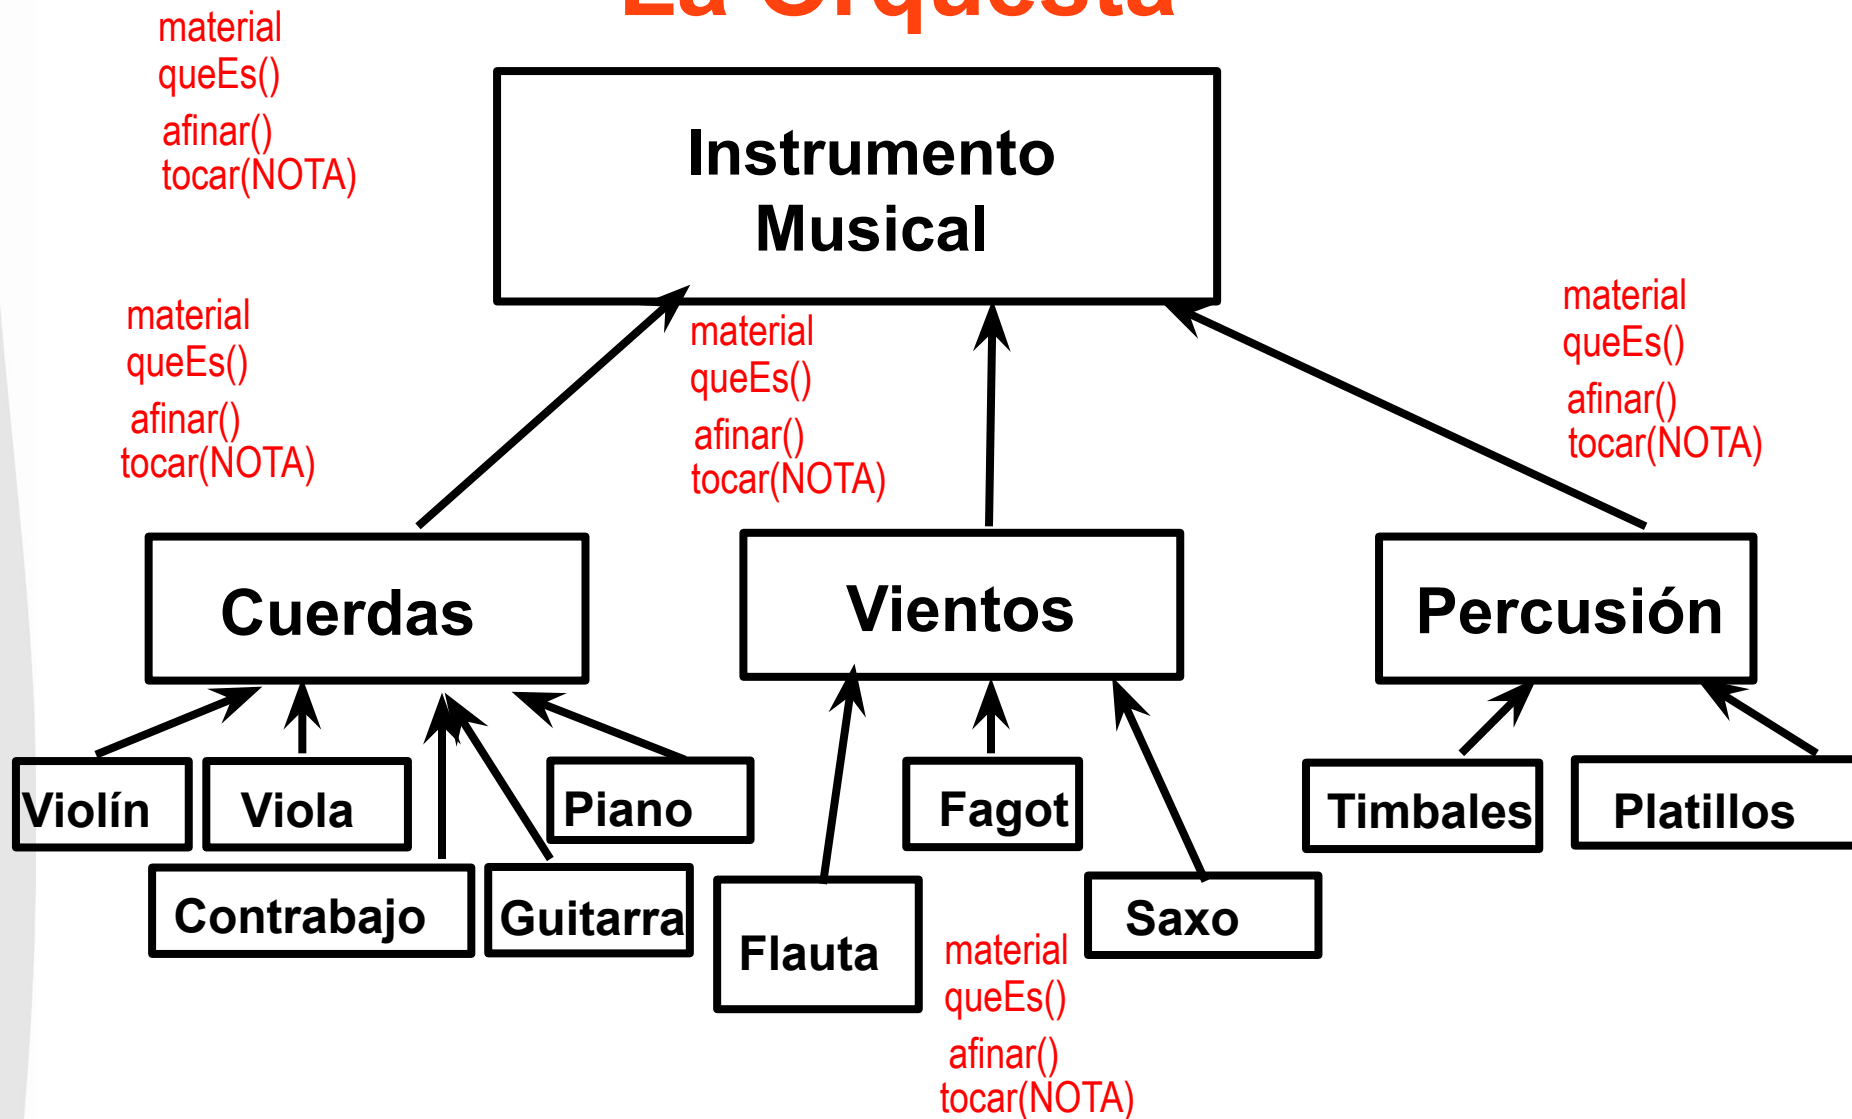 La Orquesta
material
queEs()
afinar()
tocar(NOTA)
Instrumento
Musical
material
queEs()
afinar()
tocar(NOTA)
material
queEs()
afinar()
tocar(NOTA)
material
queEs()
afinar()
tocar(NOTA)
Cuerdas
Vientos
Percusión
Violín
Viola
Piano
Fagot
Timbales
Platillos
Contrabajo
Guitarra
Flauta
Saxo
material
queEs()
afinar()
tocar(NOTA)